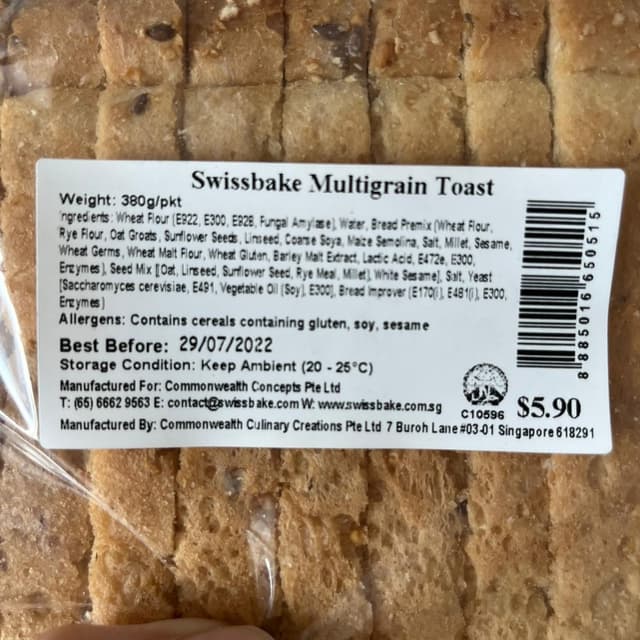 Swissbake Multigrain Toast
Weight: 380g/pkt
Ingredients: Wheat Flour (E922, E300, E928, Fungal Amylase), Water, Bread Premix (Wheat Flour,
Rye Flour, Oat Groats, Sunflower Seeds, Linseed, Coarse Soya, Maize Semolina, Salt, Millet, Sesame,
Wheat Germs, Wheat Malt Flour, Wheat Gluten, Barley Malt Extract, Lactic Acid, E472e, E300,
Enzymes), Seed Mix [Oat, Linseed, Sunflower Seed, Rye Meal, Millet), White Sesame], Salt, Yeast
[Saccharomyces cerevisiae, E491, Vegetable Oil (Soy), E300], Bread Improver (E170(i), E481(i), E300,
Enzymes)
Allergens: Contains cereals containing gluten, soy, sesame
Best Before: 29/07/2022
Storage Condition: Keep Ambient (20 - 25°C)
Manufactured For: Commonwealth Concepts Pte Ltd
T: (65) 6662 9563 E: contact@swissbake.com W: www.swissbake.com.sg
Manufactured By: Commonwealth Culinary Creations Pte Ltd 7 Buroh Lane #03-01 Singapore 618291
C10596
$5.90
8 885016 650515